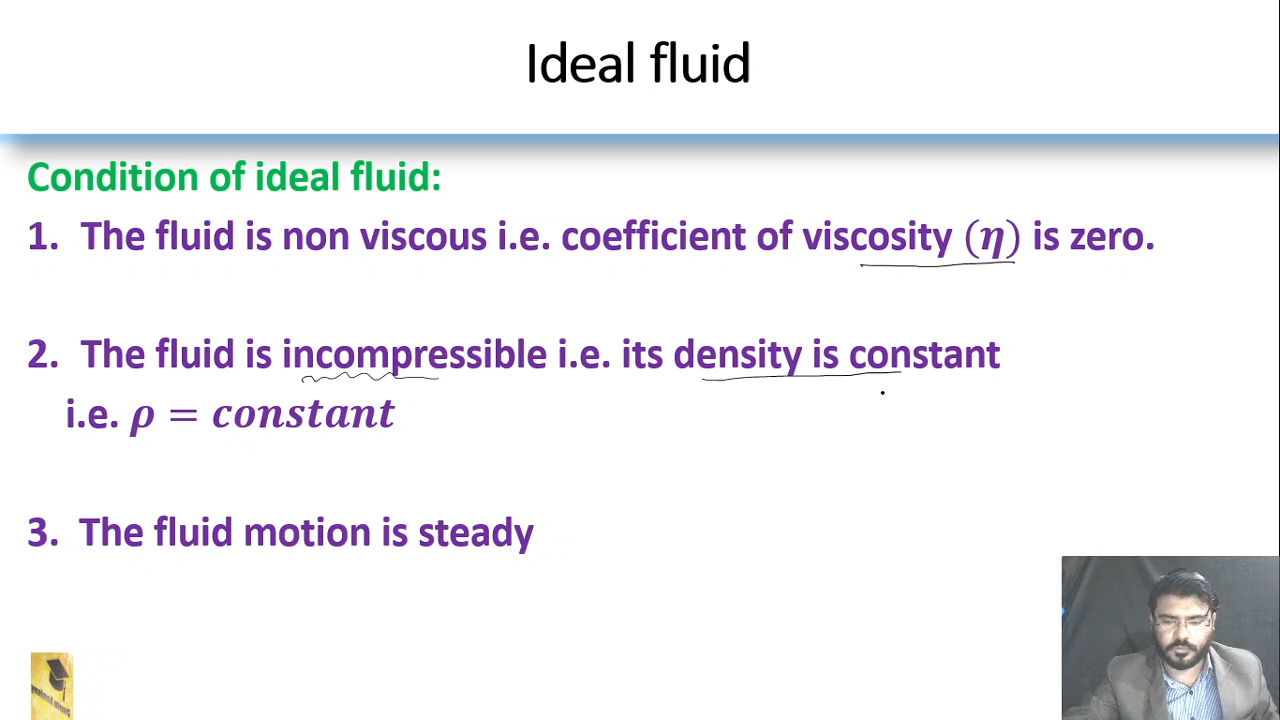 Ideal fluid
Condition of ideal fluid:
1. The fluid is non viscous i.e. coefficient of viscosity (η) is zero.
2. The fluid is incompressible i.e. its density is constant
i.e. ρ = constant
3. The fluid motion is steady